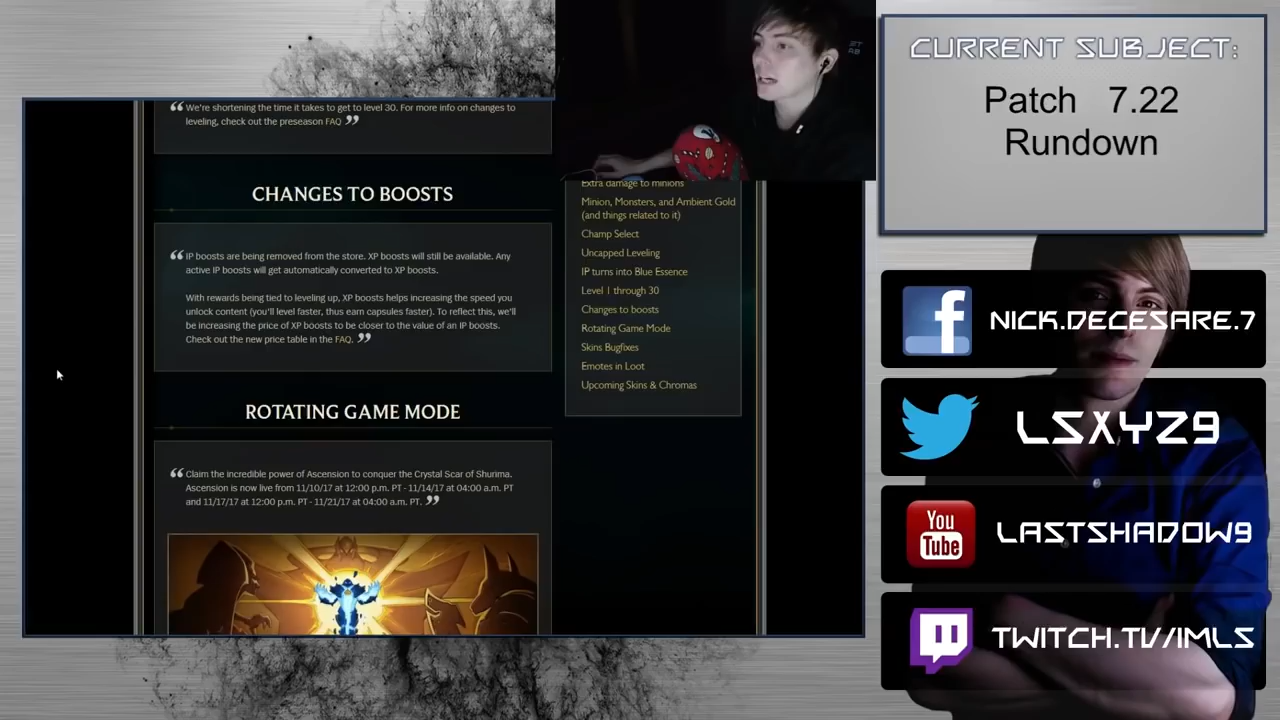 “ We're shortening the time it takes to get to level 30. For more info on changes to
leveling, check out the preseason FAQ ”
CHANGES TO BOOSTS
“ IP boosts are being removed from the store. XP boosts will still be available. Any
active IP boosts will get automatically converted to XP boosts.
With rewards being tied to leveling up, XP boosts helps increasing the speed you
unlock content (you'll level faster, thus earn capsules faster). To reflect this, we'll
be increasing the price of XP boosts to be closer to the value of an IP boosts.
Check out the new price table in the FAQ. ”
ROTATING GAME MODE
“ Claim the incredible power of Ascension to conquer the Crystal Scar of Shurima.
Ascension is now live from 11/10/17 at 12:00 p.m. PT - 11/14/17 at 04:00 a.m. PT
and 11/17/17 at 12:00 p.m. PT - 11/21/17 at 04:00 a.m. PT. ”
Extra damage to minions
Minion, Monsters, and Ambient Gold
(and things related to it)
Champ Select
Uncapped Leveling
IP turns into Blue Essence
Level 1 through 30
Changes to boosts
Rotating Game Mode
Skins Bugfixes
Emotes in Loot
Upcoming Skins & Chromas
CURRENT SUBJECT:
Patch 7.22
Rundown
f
NICK.DECESARE.7
LSXYZ9
You
Tube
LASTSHADOW9
TWITCH.TV/IMLS